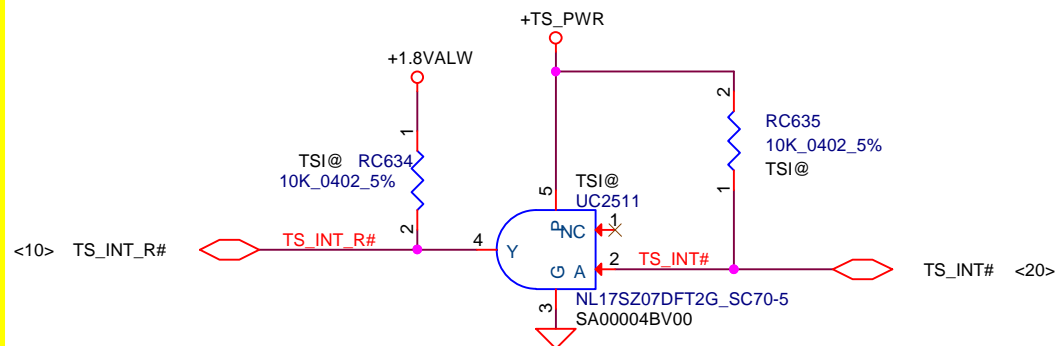 +TS_PWR
+1.8VALW
1
TSI@ RC634
10K_0402_5%
2
2
RC635
10K_0402_5%
TSI@
1
TSI@
UC2511
5
P
NC
1
<10> TS_INT_R#
TS_INT_R#
4
Y
G
A
2
TS_INT#
TS_INT# <20>
3
NL17SZ07DFT2G_SC70-5
SA00004BV00